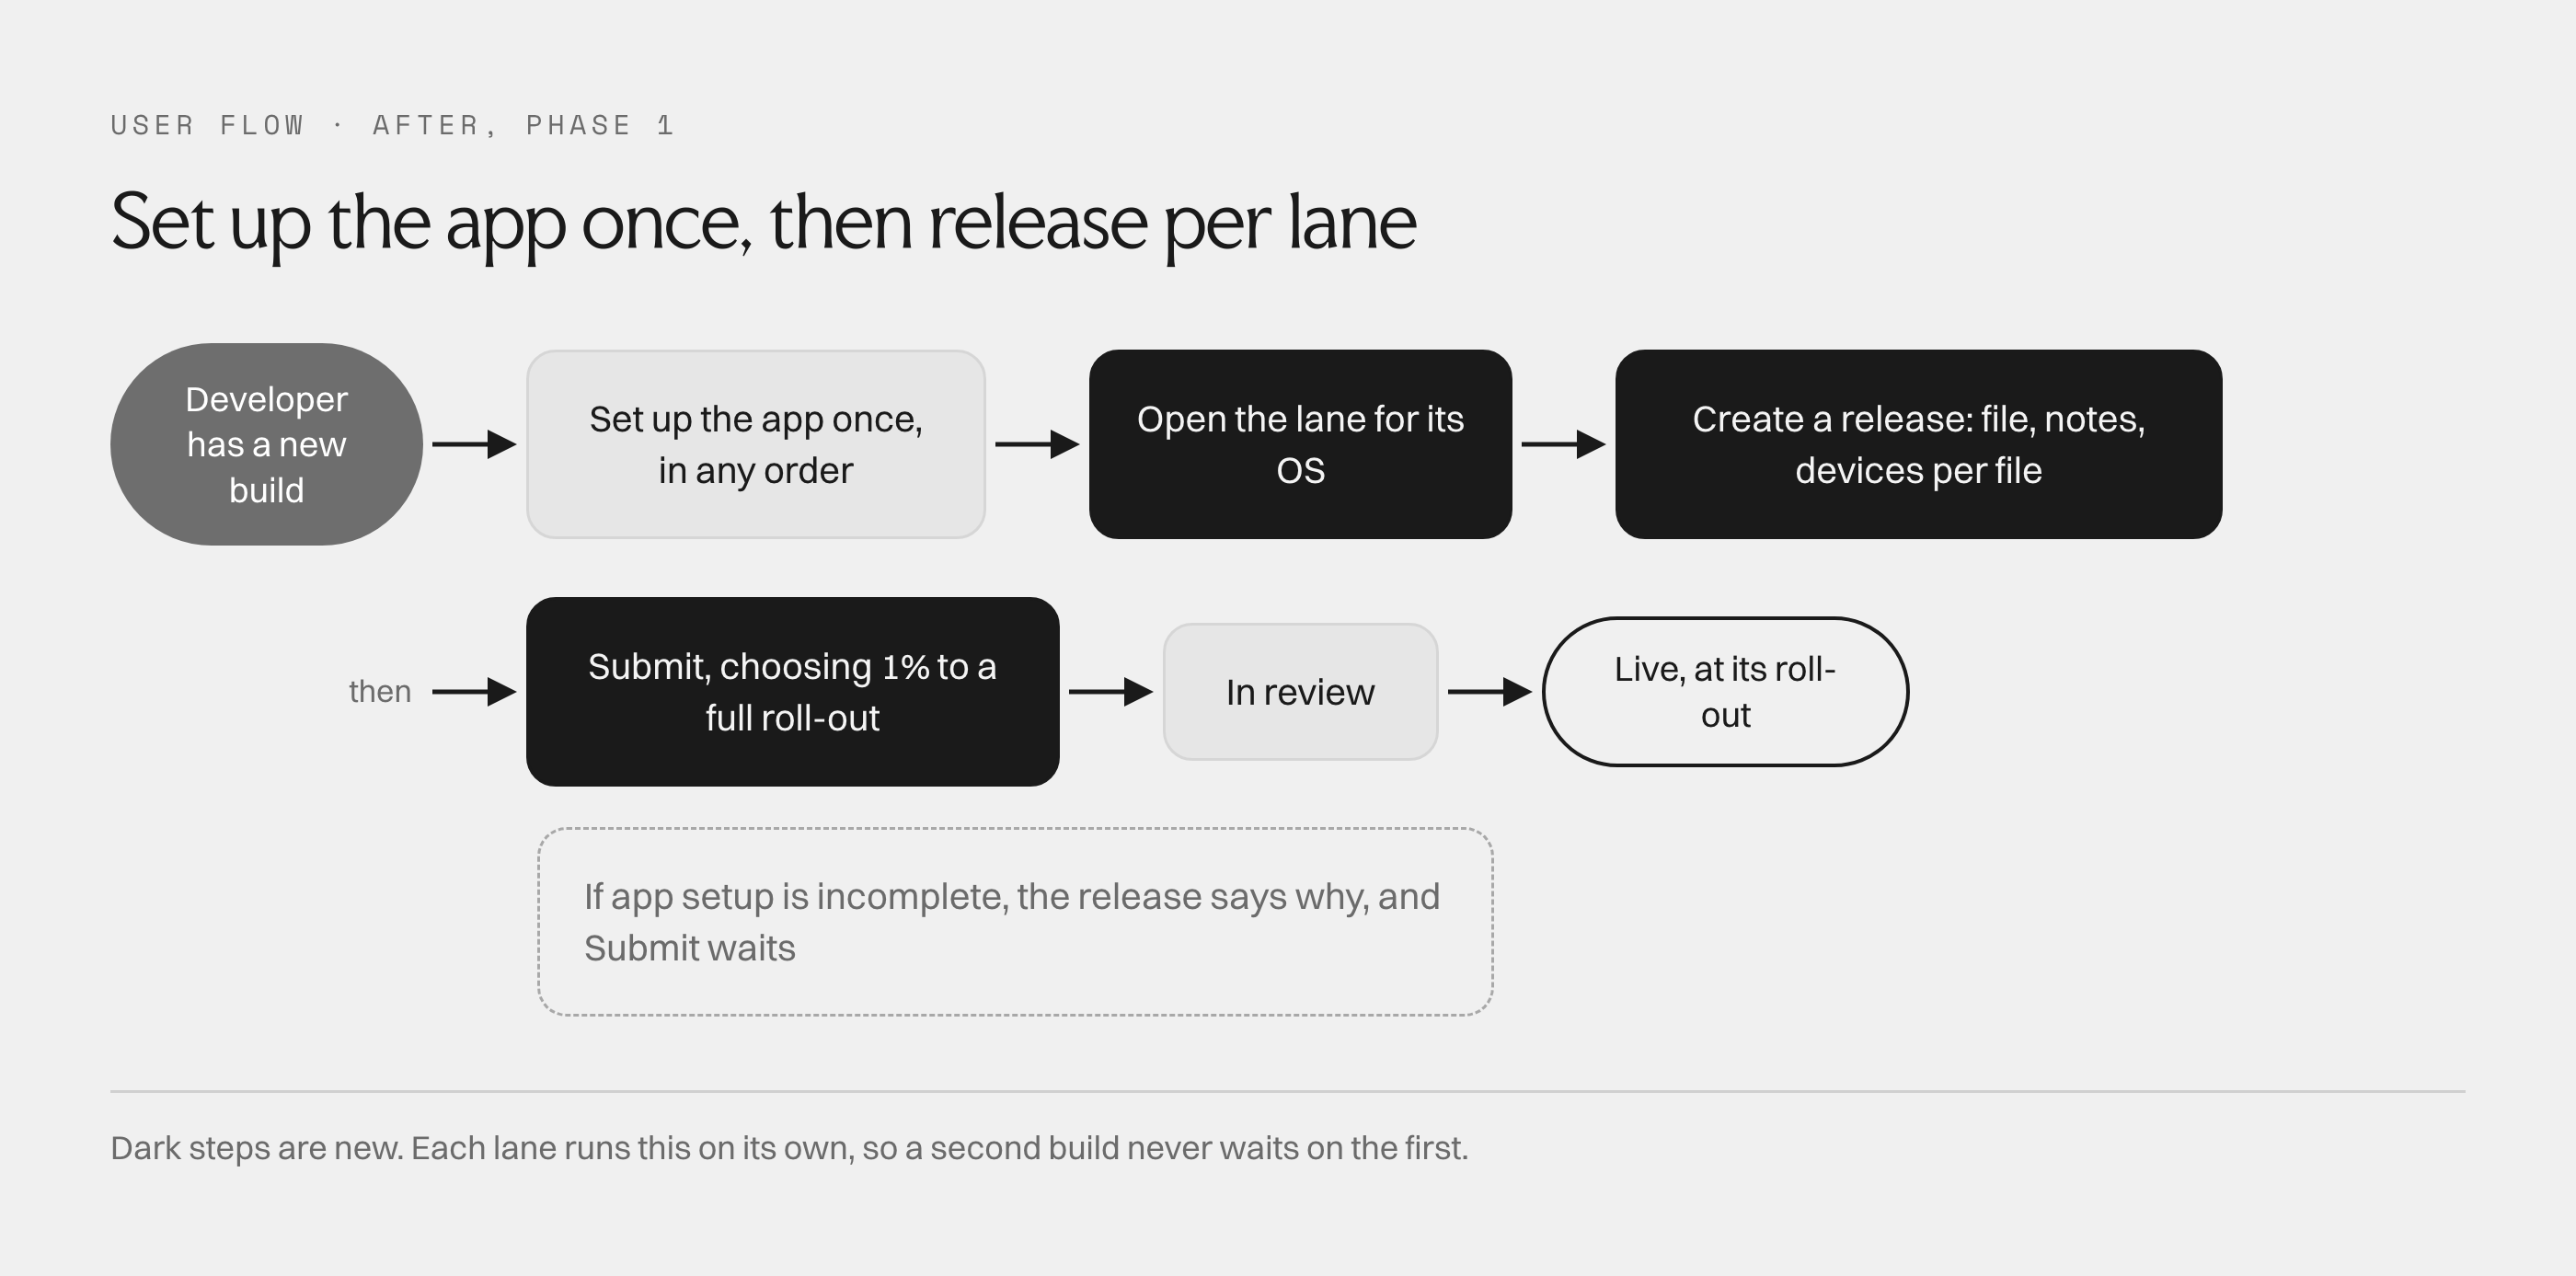 USER FLOW · AFTER, PHASE 1
Set up the app once, then release per lane
Developer
has a new
build
Set up the app once,
in any order
Open the lane for its
OS
Create a release: file, notes,
devices per file
then
Submit, choosing 1% to a
full roll-out
In review
Live, at its roll-
out
If app setup is incomplete, the release says why, and
Submit waits
Dark steps are new. Each lane runs this on its own, so a second build never waits on the first.